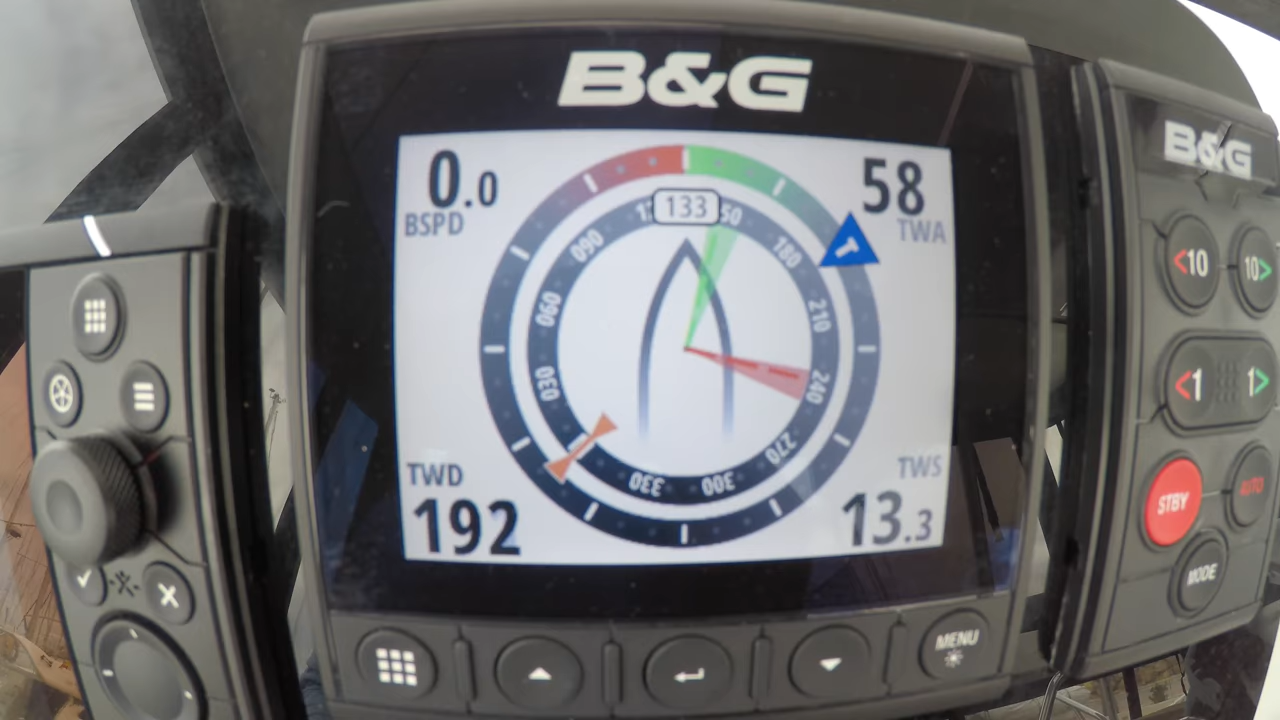 B&G
B&G
0.0
BSPD
58
TWA
133
50
T
090
180
060
210
030
240
330
300
270
TWD
192
TWS
13.3
<10
10>
<1
1>
STBY
AUTO
MODE
MENU